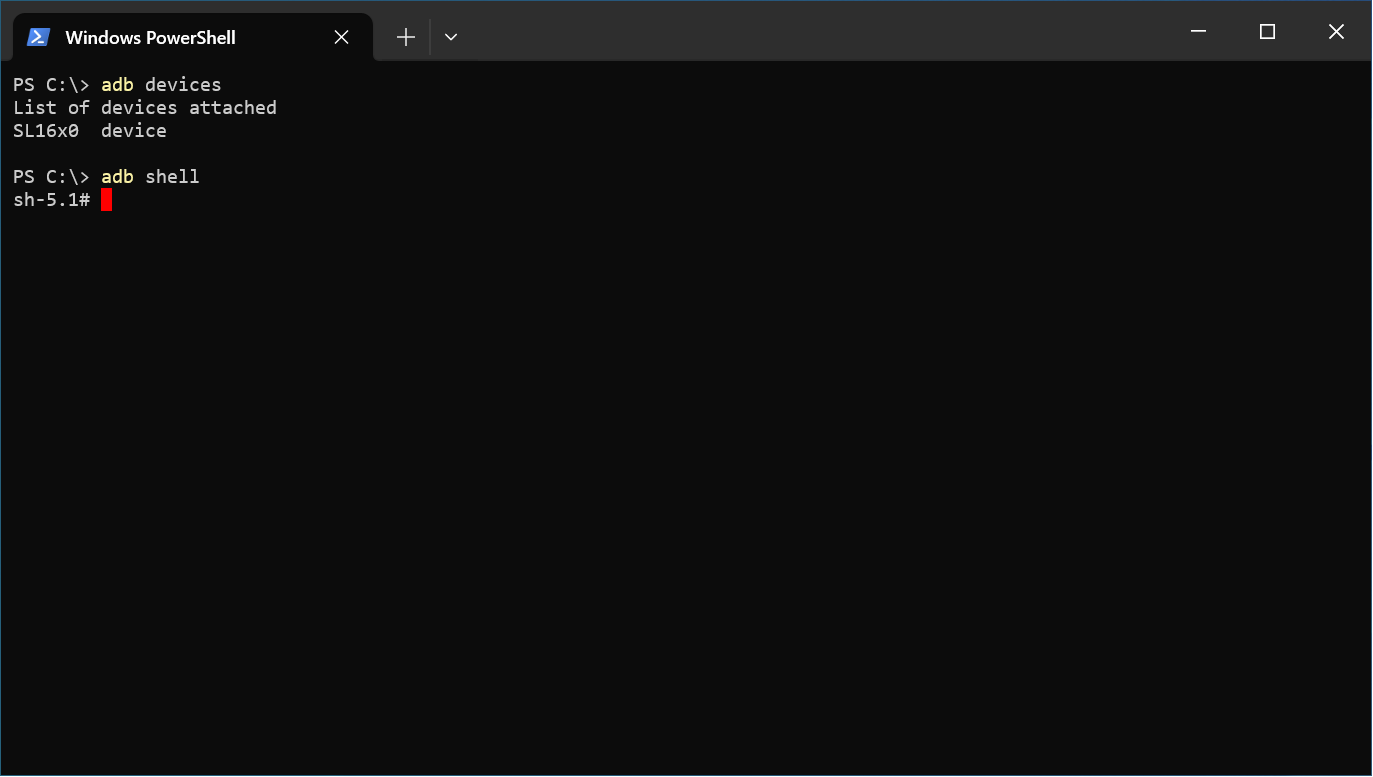 Windows PowerShell
PS C:\> adb devices
List of devices attached
SL16x0  device
PS C:\> adb shell
sh-5.1#